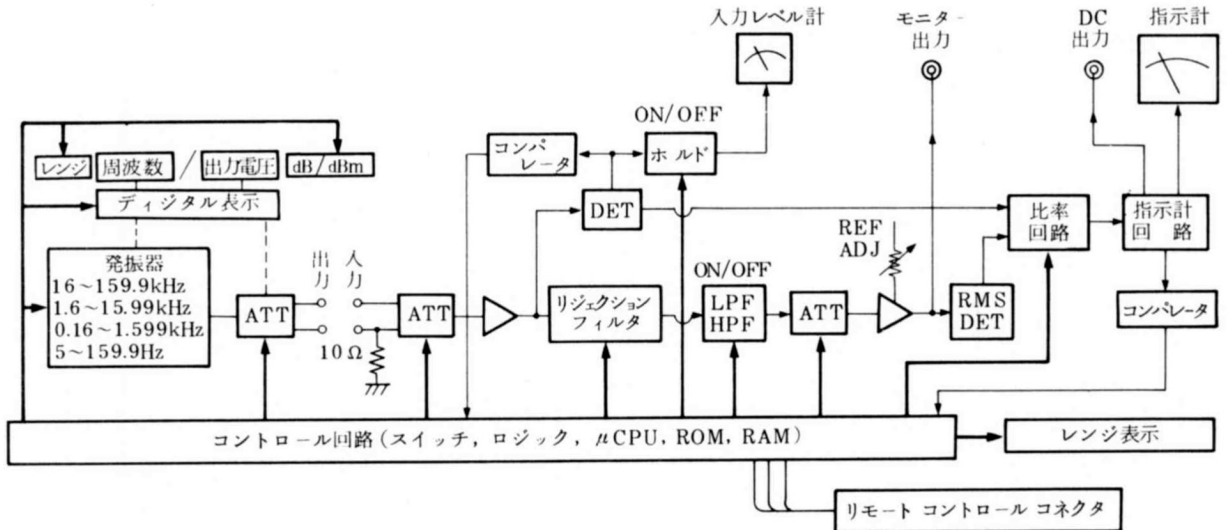 入力レベル計
モニター
出力
DC
出力
指示計
ON/OFF
コンパ
レータ
ホルド
レンジ
周波数
/
出力電圧
dB/dBm
ディジタル表示
DET
REF
ADJ
比率
回路
指示計
回路
発振器
16～159.9kHz
1.6～15.99kHz
0.16～1.599kHz
5～159.9Hz
ATT
出力
入力
10Ω
ATT
リジェクション
フィルタ
ON/OFF
LPF
HPF
ATT
RMS
DET
コンパレータ
コントロール回路(スイッチ, ロジック, μCPU, ROM, RAM)
レンジ表示
リモート コントロール コネクタ